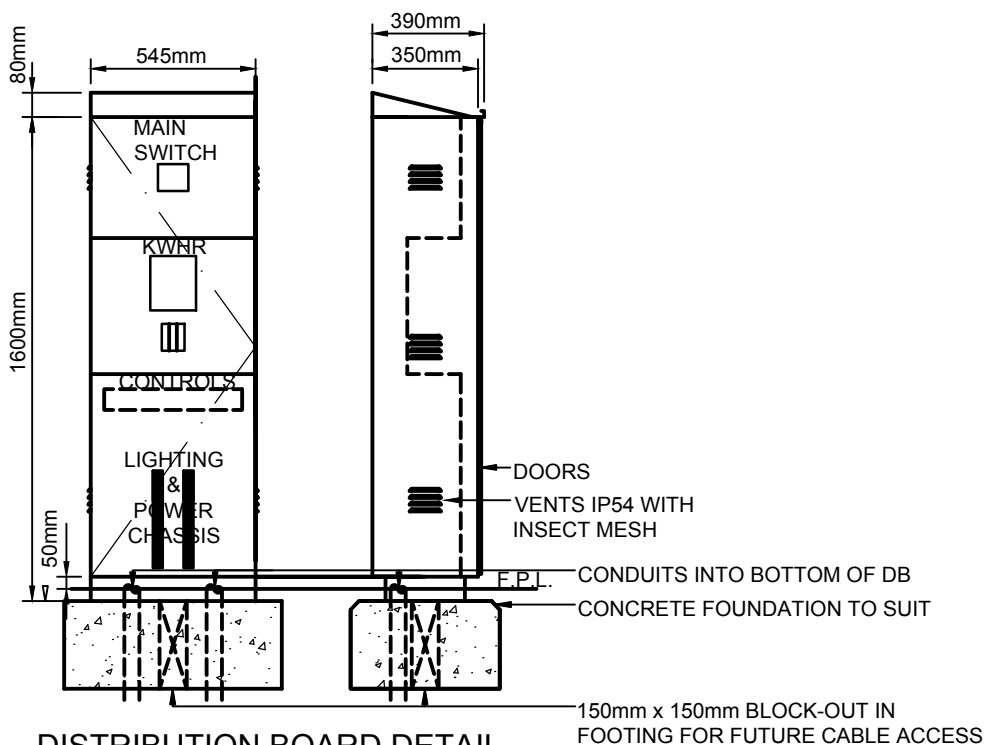 390mm
350mm
545mm
80mm
1600mm
50mm
MAIN
SWITCH
KWHR
CONTROLS
LIGHTING
&
POWER
CHASSIS
DOORS
VENTS IP54 WITH
INSECT MESH
F.P.L.
CONDUITS INTO BOTTOM OF DB
CONCRETE FOUNDATION TO SUIT
150mm x 150mm BLOCK-OUT IN
FOOTING FOR FUTURE CABLE ACCESS
DISTRIBUTION BOARD DETAIL